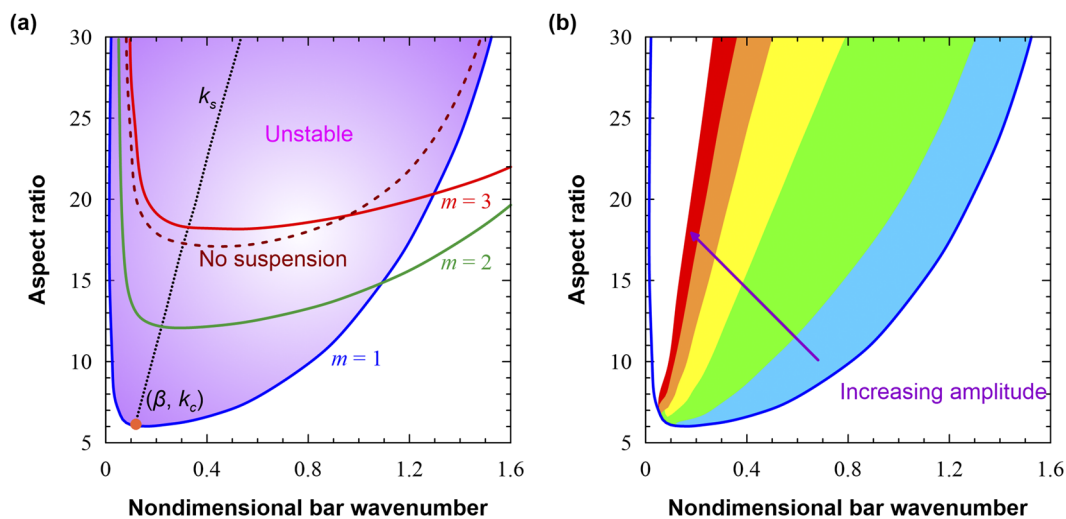 (a)
30
25
20
15
10
5
Aspect ratio
k_s
Unstable
m = 3
No suspension
m = 2
m = 1
(β, k_c)
0
0.4
0.8
1.2
1.6
Nondimensional bar wavenumber
(b)
30
25
20
15
10
5
Aspect ratio
Increasing amplitude
0
0.4
0.8
1.2
1.6
Nondimensional bar wavenumber